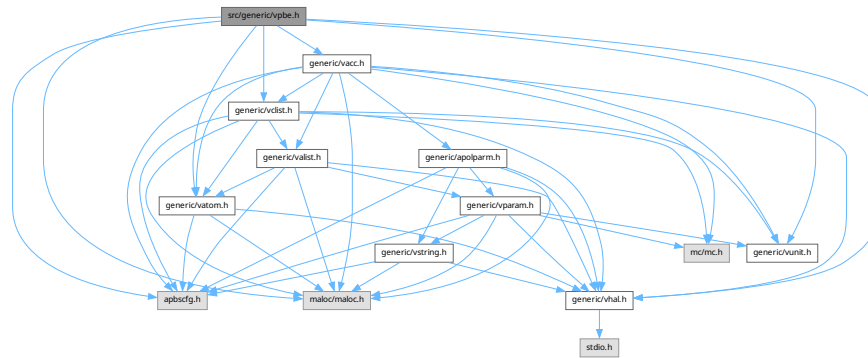 src/generic/vpbe.h
generic/vacc.h
generic/vclist.h
generic/valist.h
generic/apolparm.h
generic/vatom.h
generic/vparam.h
generic/vstring.h
mc/mc.h
generic/vunit.h
apbscfg.h
maloc/maloc.h
generic/vhal.h
stdio.h